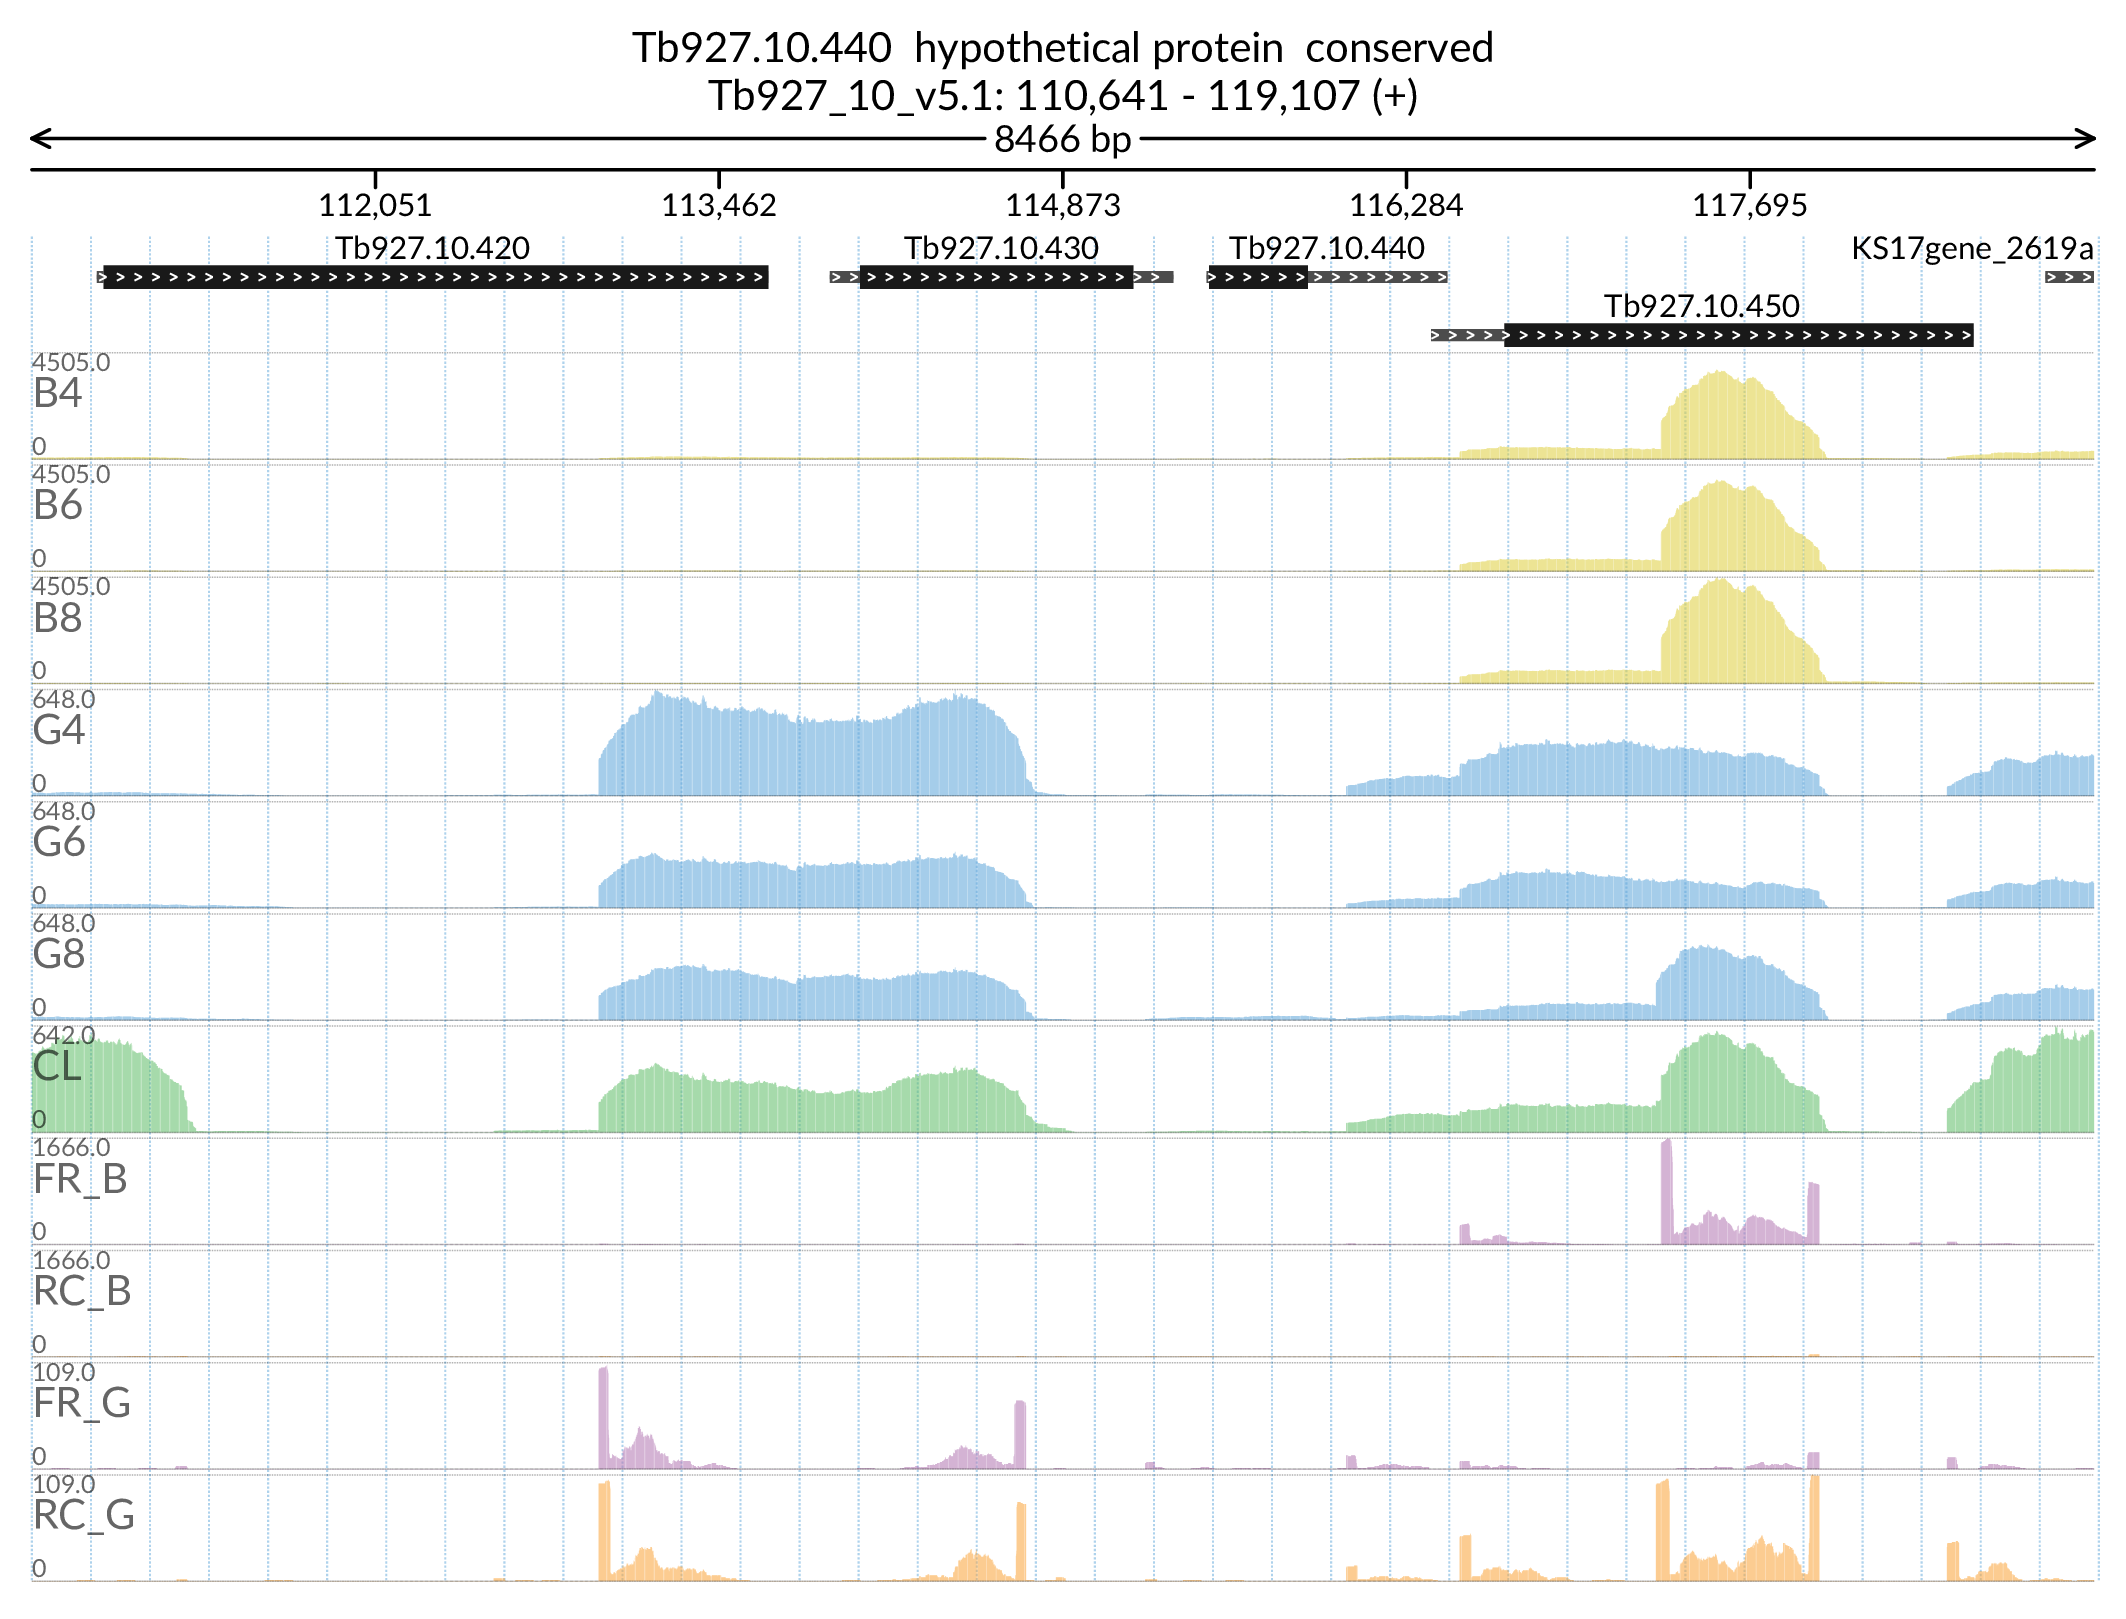 Tb927.10.440  hypothetical protein  conserved
Tb927_10_v5.1: 110,641 - 119,107 (+)
8466 bp
112,051 113,462 114,873 116,284 117,695
Tb927.10.420 Tb927.10.430 Tb927.10.440 KS17gene_2619a
Tb927.10.450
4505.0
B4
0
4505.0
B6
0
4505.0
B8
0
648.0
G4
0
648.0
G6
0
648.0
G8
0
642.0
CL
0
1666.0
FR_B
0
1666.0
RC_B
0
109.0
FR_G
0
109.0
RC_G
0